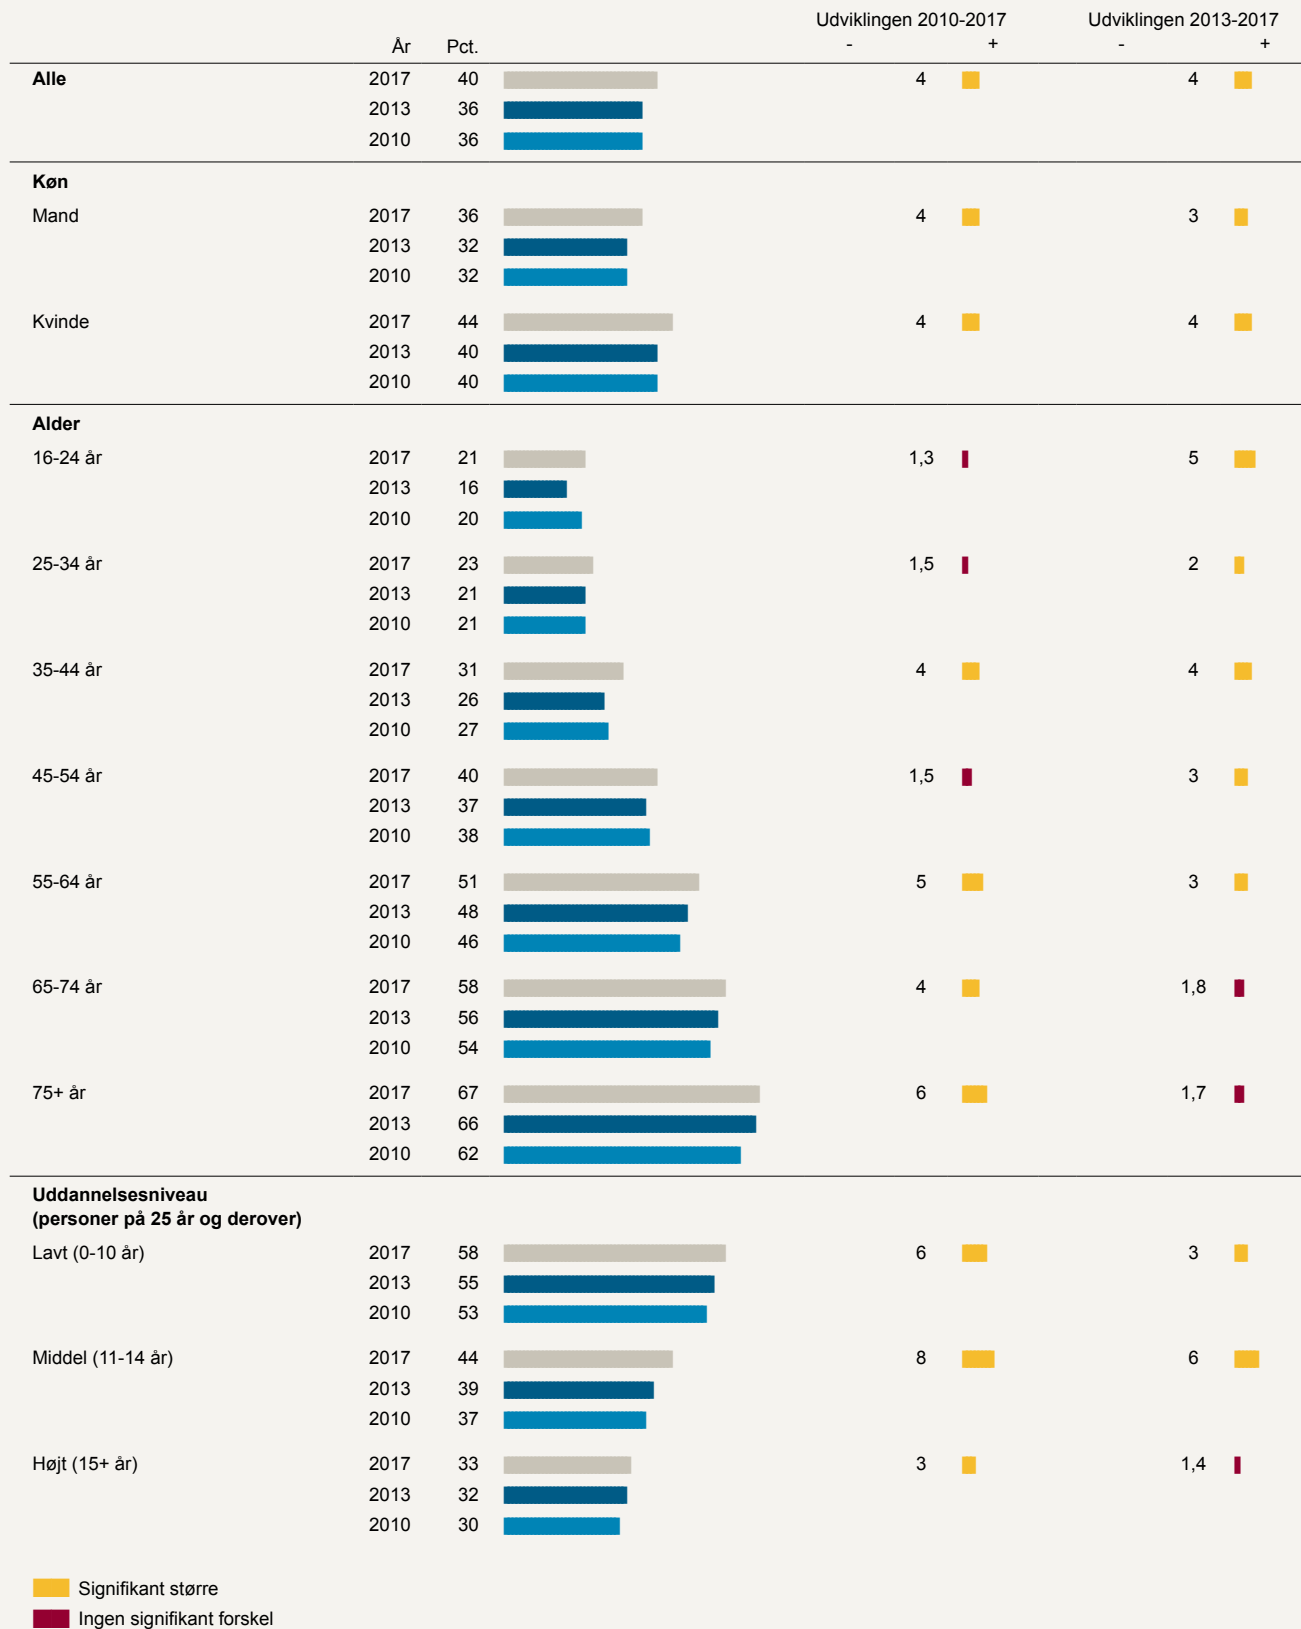 Udviklingen 2010-2017 Udviklingen 2013-2017
År Pct. - + - +
Alle 2017 40 4 4
2013 36
2010 36
Køn
Mand 2017 36 4 3
2013 32
2010 32
Kvinde 2017 44 4 4
2013 40
2010 40
Alder
16-24 år 2017 21 1,3 5
2013 16
2010 20
25-34 år 2017 23 1,5 2
2013 21
2010 21
35-44 år 2017 31 4 4
2013 26
2010 27
45-54 år 2017 40 1,5 3
2013 37
2010 38
55-64 år 2017 51 5 3
2013 48
2010 46
65-74 år 2017 58 4 1,8
2013 56
2010 54
75+ år 2017 67 6 1,7
2013 66
2010 62
Uddannelsesniveau
(personer på 25 år og derover)
Lavt (0-10 år) 2017 58 6 3
2013 55
2010 53
Middel (11-14 år) 2017 44 8 6
2013 39
2010 37
Højt (15+ år) 2017 33 3 1,4
2013 32
2010 30
Signifikant større
Ingen signifikant forskel